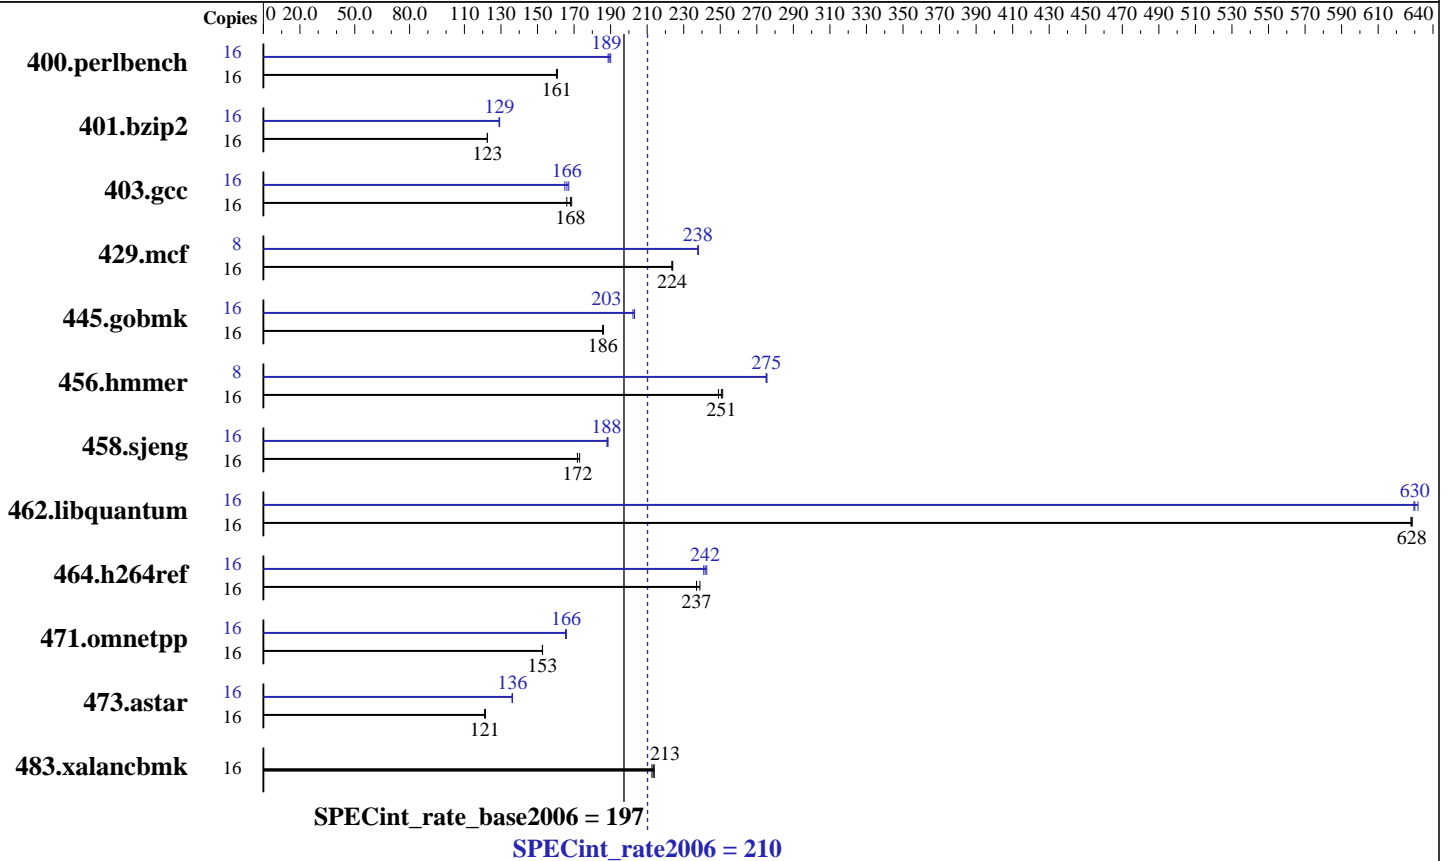 Copies 0 20.0 50.0 80.0 110 130 150 170 190 210 230 250 270 290 310 330 350 370 390 410 430 450 470 490 510 530 550 570 590 610 640
400.perlbench 16 189
16 161
401.bzip2 16 129
16 123
403.gcc 16 166
16 168
429.mcf 8 238
16 224
445.gobmk 16 203
16 186
456.hmmer 8 275
16 251
458.sjeng 16 188
16 172
462.libquantum 16 630
16 628
464.h264ref 16 242
16 237
471.omnetpp 16 166
16 153
473.astar 16 136
16 121
483.xalancbmk 16 213
SPECint_rate_base2006 = 197
SPECint_rate2006 = 210